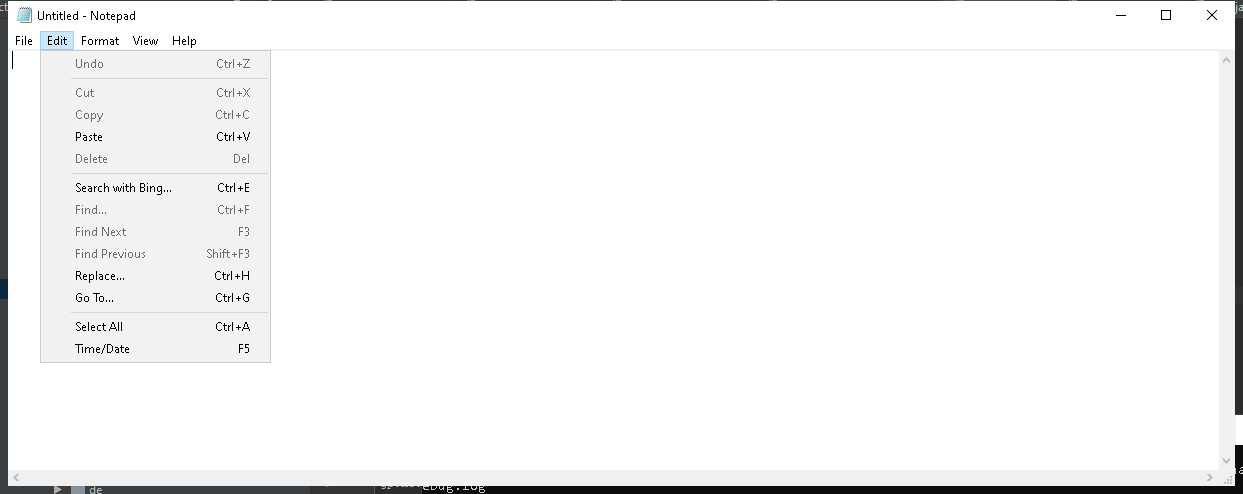 Untitled - Notepad
File Edit Format View Help
Undo Ctrl+Z
Cut Ctrl+X
Copy Ctrl+C
Paste Ctrl+V
Delete Del
Search with Bing... Ctrl+E
Find... Ctrl+F
Find Next F3
Find Previous Shift+F3
Replace... Ctrl+H
Go To... Ctrl+G
Select All Ctrl+A
Time/Date F5
de